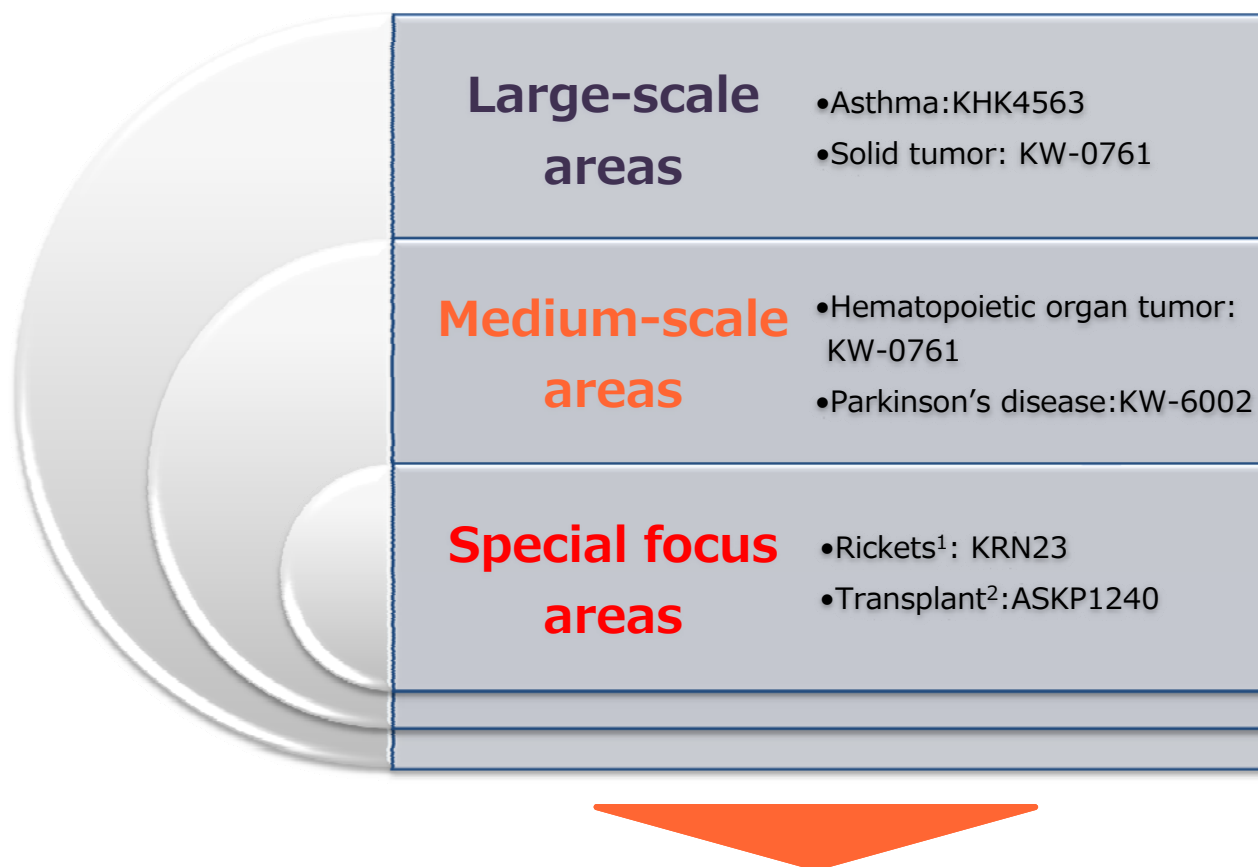 Large-scale
areas
•Asthma:KHK4563
•Solid tumor: KW-0761
Medium-scale
areas
•Hematopoietic organ tumor:
KW-0761
•Parkinson’s disease:KW-6002
Special focus
areas
•Rickets¹: KRN23
•Transplant²:ASKP1240